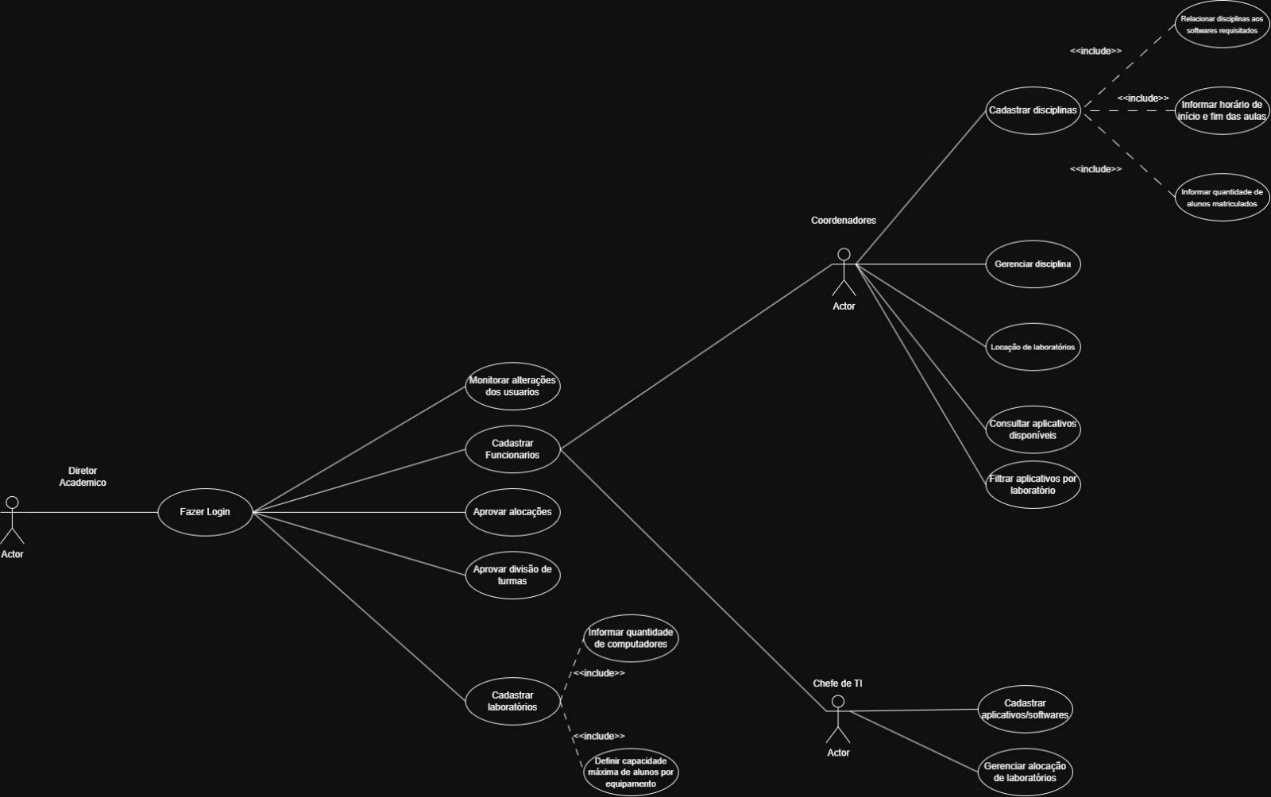 Relacionar disciplinas aos
softwares requisitados
<<include>>
<<include>>
Cadastrar disciplinas
Informar horário de
início e fim das aulas
<<include>>
Informar quantidade de
alunos matriculados
Coordenadores
Actor
Gerenciar disciplina
Locação de laboratórios
Consultar aplicativos
disponíveis
Filtrar aplicativos por
laboratório
Monitorar alterações
dos usuarios
Cadastrar
Funcionarios
Diretor
Academico
Actor
Fazer Login
Aprovar alocações
Aprovar divisão de
turmas
Informar quantidade
de computadores
<<include>>
Cadastrar
laboratórios
<<include>>
Definir capacidade
máxima de alunos por
equipamento
Chefe de TI
Actor
Cadastrar
aplicativos/softwares
Gerenciar alocação
de laboratórios